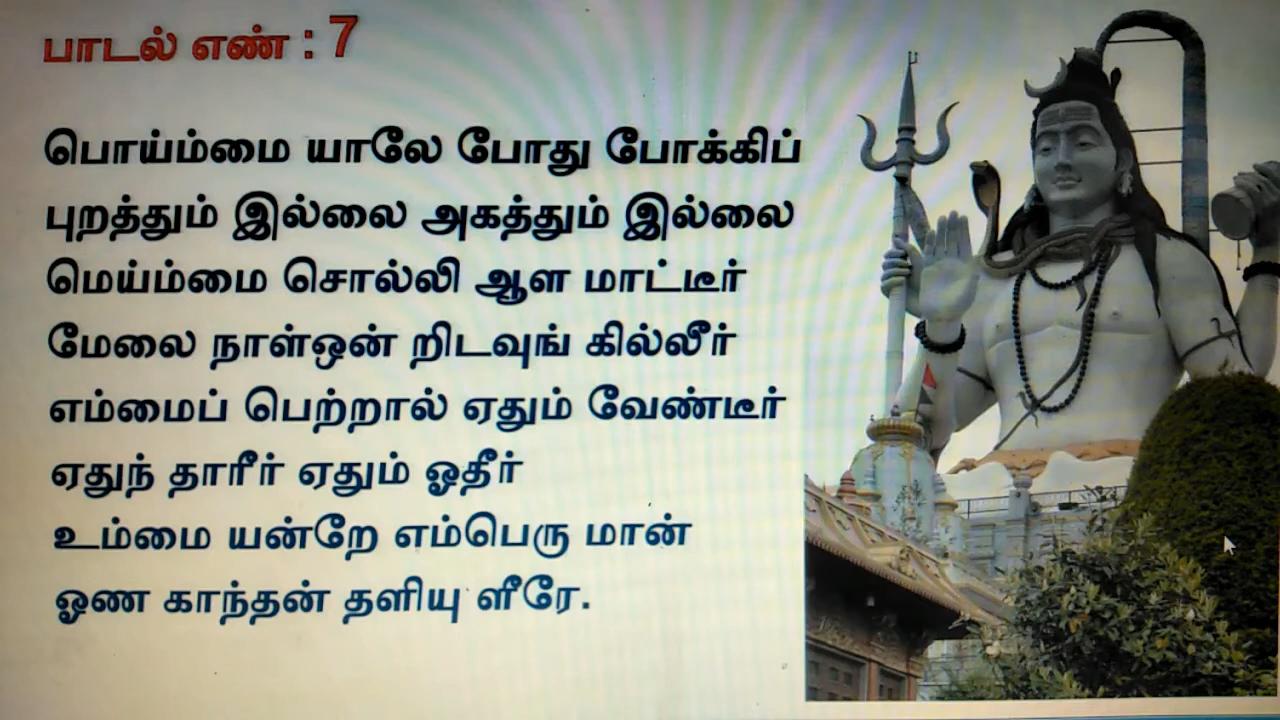 பாடல் எண் : 7
பொய்ம்மை யாலே போது போக்கிப்
புறத்தும் இல்லை அகத்தும் இல்லை
மெய்ம்மை சொல்லி ஆள மாட்டீர்
மேலை நாள்ஒன் றிடவுங் கில்லீர்
எம்மைப் பெற்றால் ஏதும் வேண்டீர்
ஏதுந் தாரீர் ஏதும் ஓதீர்
உம்மை யன்றே எம்பெரு மான்
ஓண காந்தன் தளியு ளீரே.